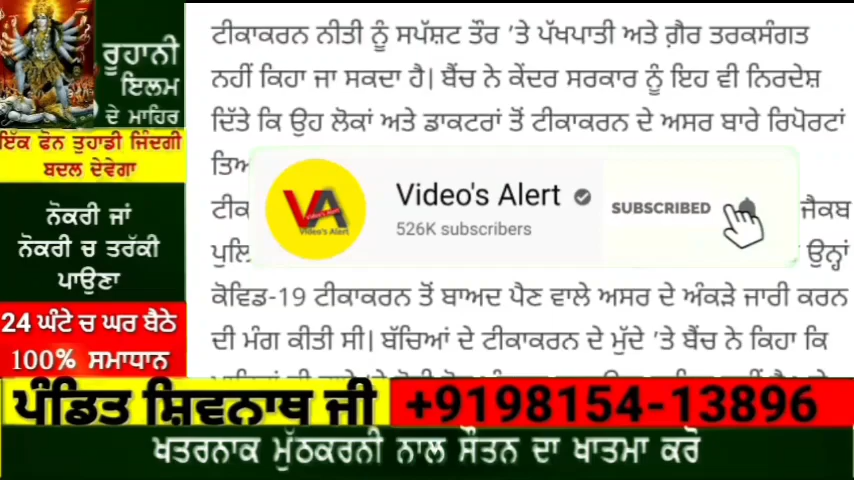 ਰੂਹਾਨੀ
ਇਲਮ
ਦੇ ਮਾਹਿਰ
ਇੱਕ ਫੋਨ ਤੁਹਾਡੀ ਜਿੰਦਗੀ
ਬਦਲ ਦੇਵੇਗਾ
ਨੋਕਰੀ ਜਾਂ
ਨੋਕਰੀ ਚ ਤਰੱਕੀ
ਪਾਉਣਾ
24 ਘੰਟੇ ਚ ਘਰ ਬੈਠੇ
100% ਸਮਾਧਾਨ
ਟੀਕਾਕਰਨ ਨੀਤੀ ਨੂੰ ਸਪੱਸ਼ਟ ਤੌਰ ’ਤੇ ਪੱਖਪਾਤੀ ਅਤੇ ਗ਼ੈਰ ਤਰਕਸੰਗਤ
ਨਹੀਂ ਕਿਹਾ ਜਾ ਸਕਦਾ ਹੈ। ਬੈਂਚ ਨੇ ਕੇਂਦਰ ਸਰਕਾਰ ਨੂੰ ਇਹ ਵੀ ਨਿਰਦੇਸ਼
ਦਿੱਤੇ ਕਿ ਉਹ ਲੋਕਾਂ ਅਤੇ ਡਾਕਟਰਾਂ ਤੋਂ ਟੀਕਾਕਰਨ ਦੇ ਅਸਰ ਬਾਰੇ ਰਿਪੋਰਟਾਂ
ਜੈਕਬ
ਉਨ੍ਹਾਂ
VA
Video's Alert
Video's Alert
526K subscribers
SUBSCRIBED
ਕੋਵਿਡ-19 ਟੀਕਾਕਰਨ ਤੋਂ ਬਾਅਦ ਪੈਣ ਵਾਲੇ ਅਸਰ ਦੇ ਅੰਕੜੇ ਜਾਰੀ ਕਰਨ
ਦੀ ਮੰਗ ਕੀਤੀ ਸੀ। ਬੱਚਿਆਂ ਦੇ ਟੀਕਾਕਰਨ ਦੇ ਮੁੱਦੇ ’ਤੇ ਬੈਂਚ ਨੇ ਕਿਹਾ ਕਿ
ਪੰਡਿਤ ਸ਼ਿਵਨਾਥ ਜੀ +9198154-13896
ਖਤਰਨਾਕ ਮੁੱਠਕਰਨੀ ਨਾਲ ਸੌਤਨ ਦਾ ਖਾਤਮਾ ਕਰੋ